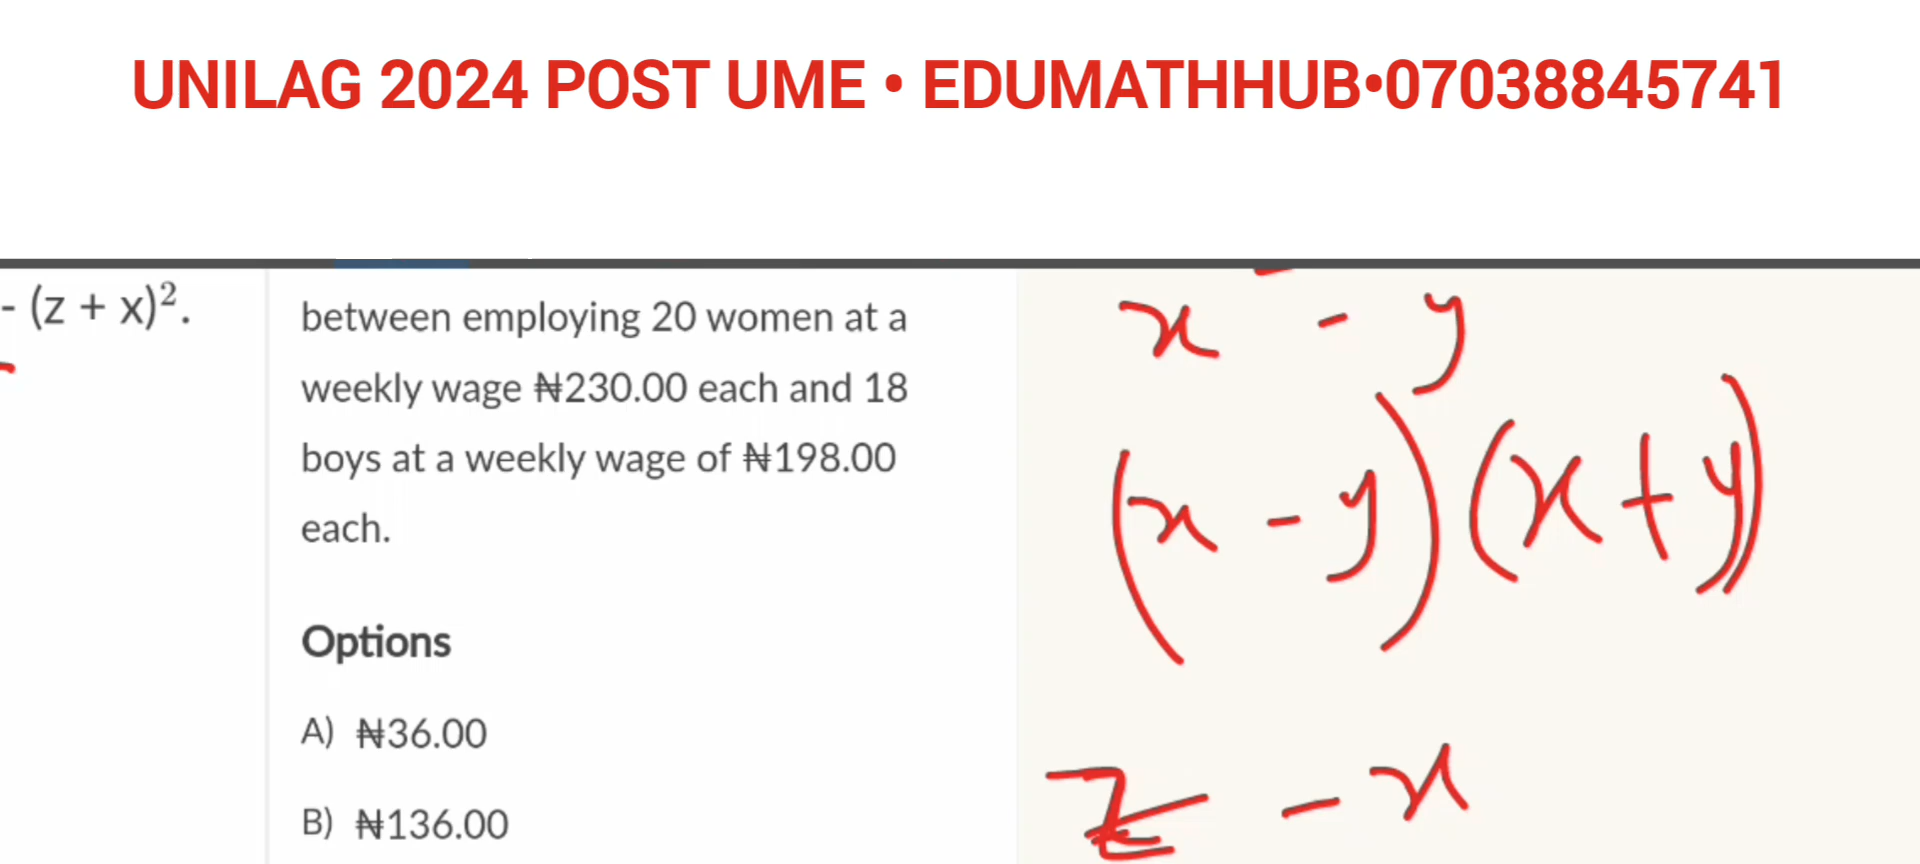 UNILAG 2024 POST UME • EDUMATHHUB•07038845741
- (z + x)².
between employing 20 women at a
weekly wage ₦230.00 each and 18
boys at a weekly wage of ₦198.00
each.
Options
A) ₦36.00
B) ₦136.00
x - y
(x - y)(x + y)
z - x